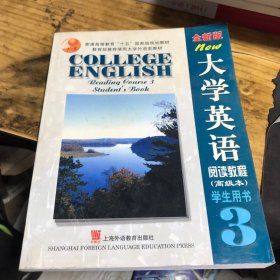 普通高等教育“十五”国家级规划教材
教育部推荐使用大学外语类教材
COLLEGE
ENGLISH
Reading Course 3
Student's Book
全新版
New
大学英语
阅读教程
(高级本)
学生用书
3
上海外语教育出版社
SHANGHAI FOREIGN LANGUAGE EDUCATION PRESS